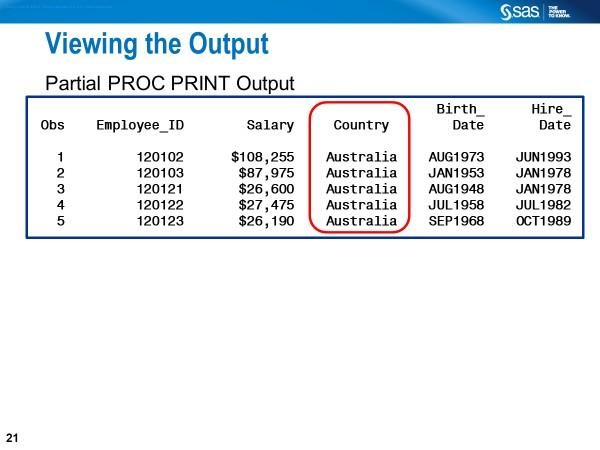 sas THE POWER TO KNOW.
Viewing the Output
Partial PROC PRINT Output
Birth_ Hire_
Obs Employee_ID Salary Country Date Date
1 120102 $108,255 Australia AUG1973 JUN1993
2 120103 $87,975 Australia JAN1953 JAN1978
3 120121 $26,600 Australia AUG1948 JAN1978
4 120122 $27,475 Australia JUL1958 JUL1982
5 120123 $26,190 Australia SEP1968 OCT1989
21